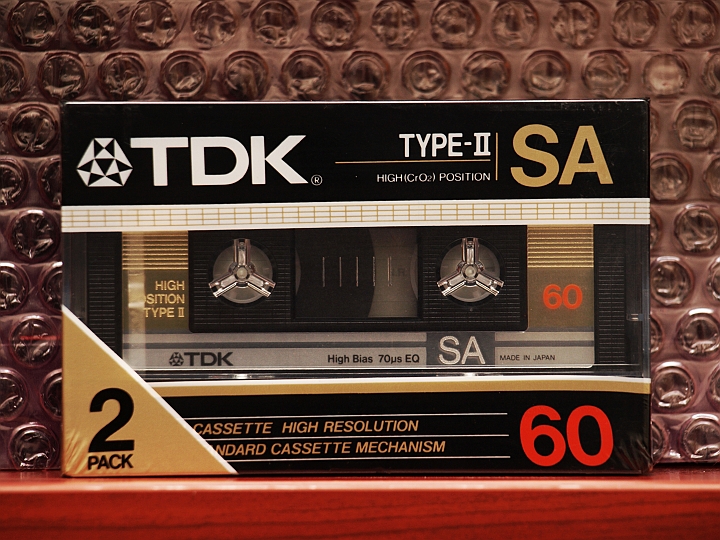 TDK®
TYPE-II
HIGH(CrO₂) POSITION
SA
HIGH
OSITION
TYPE II
60
TDK
High Bias 70µs EQ
SA
MADE IN JAPAN
2
PACK
CASSETTE HIGH RESOLUTION
ANDARD CASSETTE MECHANISM
60